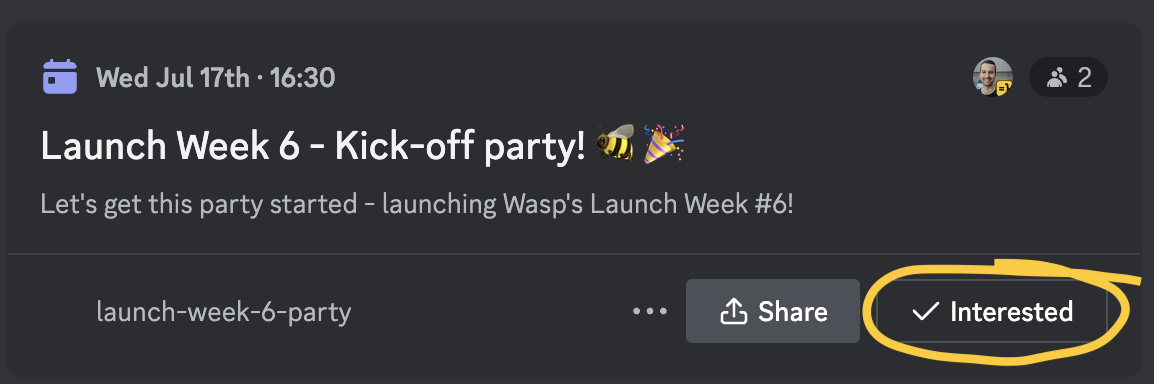 Wed Jul 17th · 16:30
2
Launch Week 6 - Kick-off party! 🐝🎉
Let's get this party started - launching Wasp's Launch Week #6!
launch-week-6-party
Share
Interested